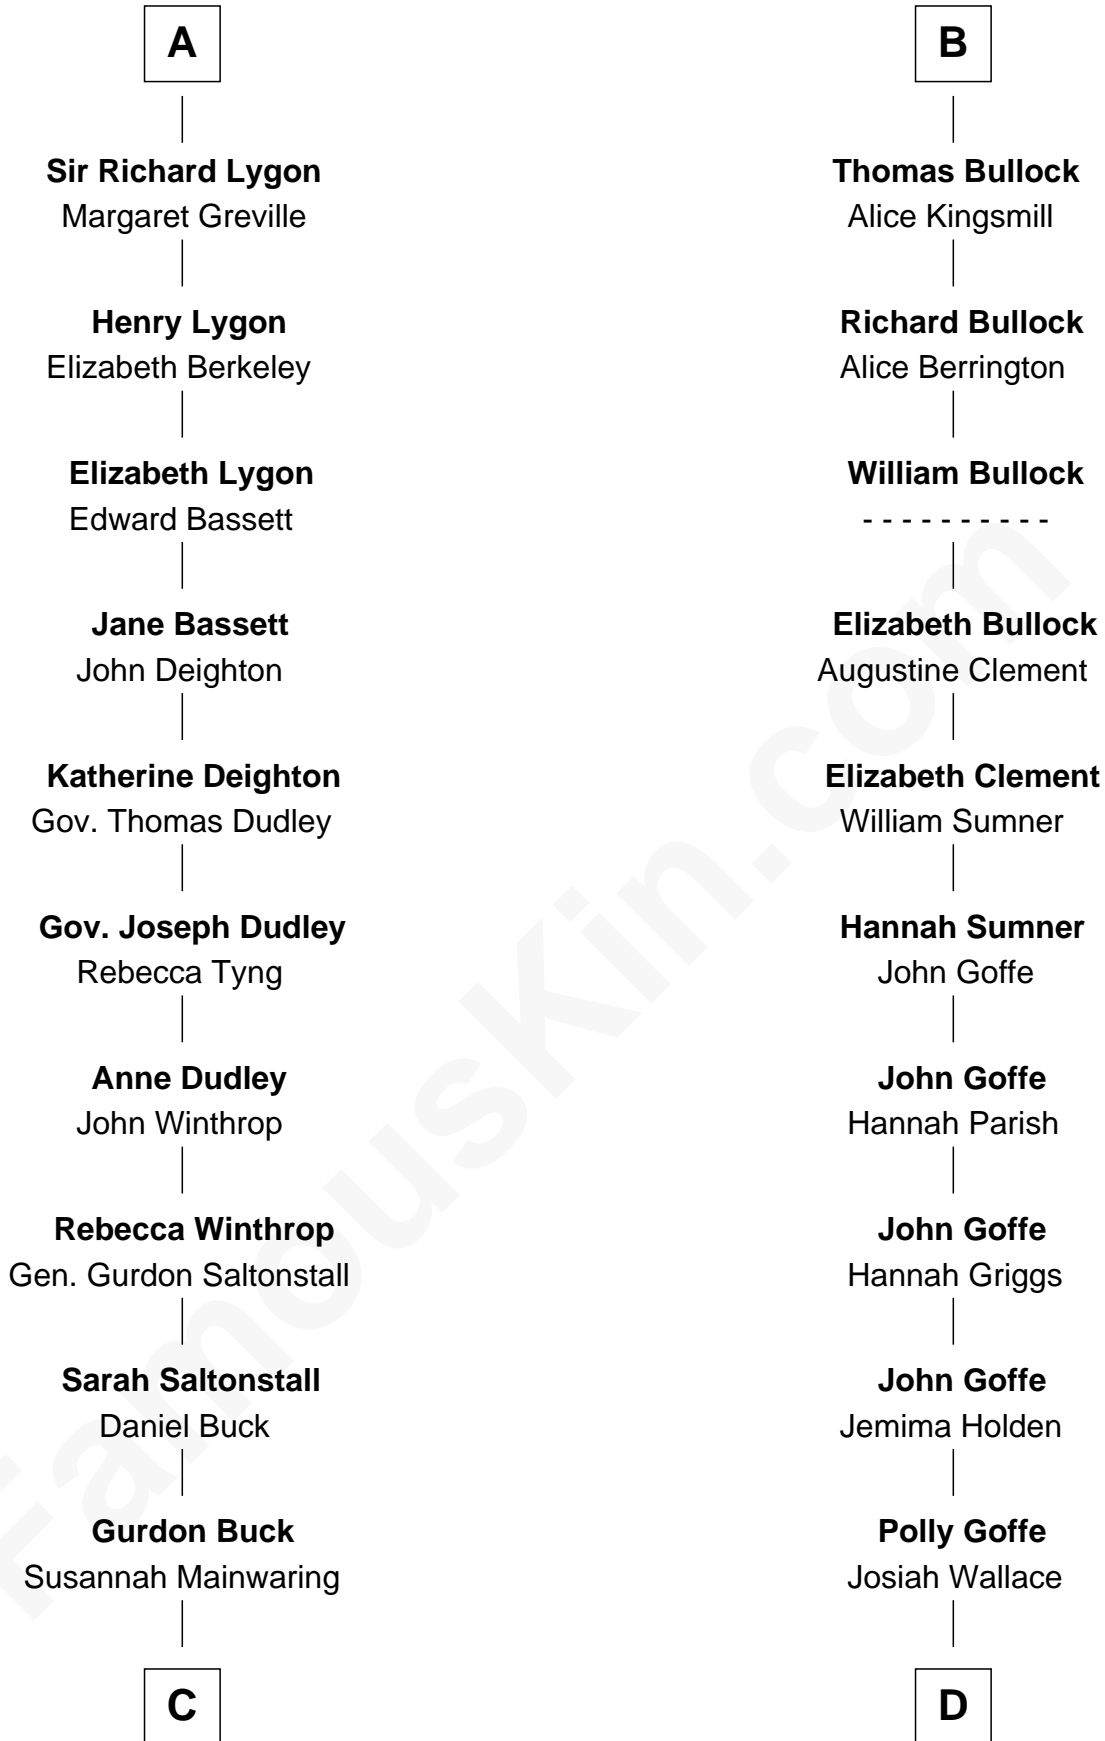 A
Sir Richard Lygon
Margaret Greville
Henry Lygon
Elizabeth Berkeley
Elizabeth Lygon
Edward Bassett
Jane Bassett
John Deighton
Katherine Deighton
Gov. Thomas Dudley
Gov. Joseph Dudley
Rebecca Tyng
Anne Dudley
John Winthrop
Rebecca Winthrop
Gen. Gurdon Saltonstall
Sarah Saltonstall
Daniel Buck
Gurdon Buck
Susannah Mainwaring
C
B
Thomas Bullock
Alice Kingsmill
Richard Bullock
Alice Berrington
William Bullock
- - - - - - - - - -
Elizabeth Bullock
Augustine Clement
Elizabeth Clement
William Sumner
Hannah Sumner
John Goffe
John Goffe
Hannah Parish
John Goffe
Hannah Griggs
John Goffe
Jemima Holden
Polly Goffe
Josiah Wallace
D
FamousKin.com